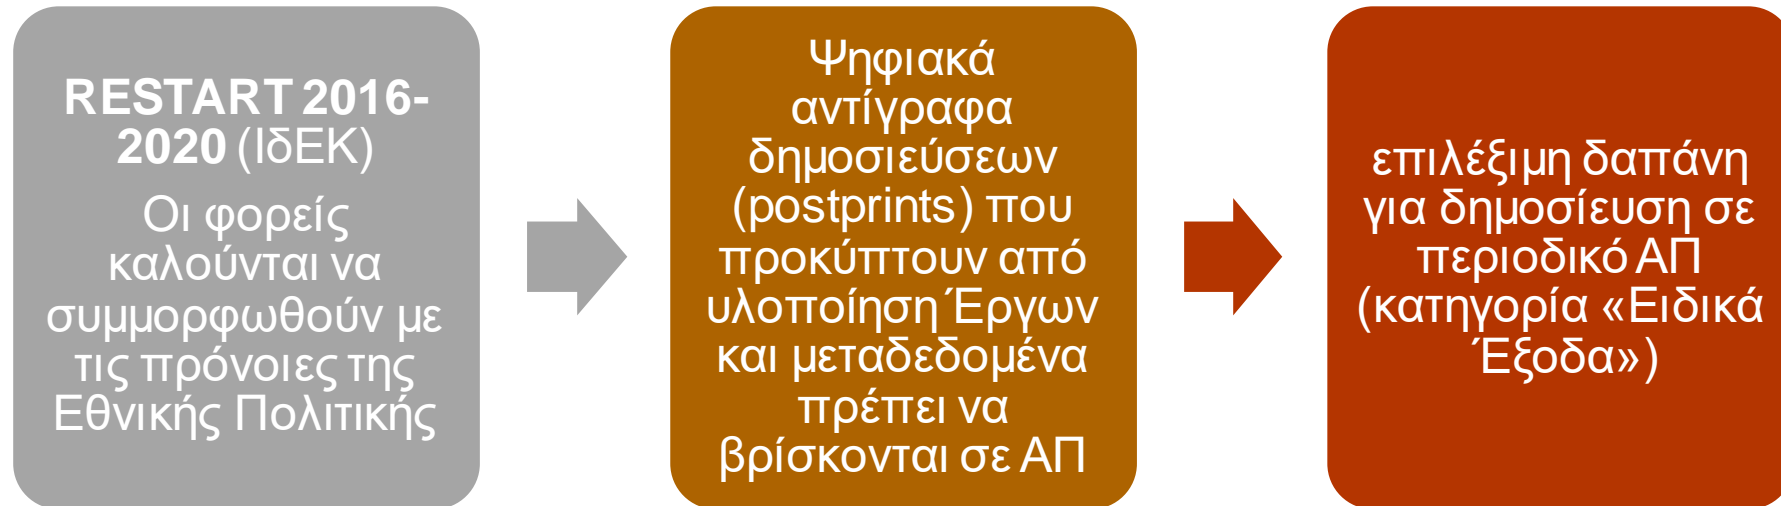 RESTART 2016-
2020 (ΙδΕΚ)
Οι φορείς
καλούνται να
συμμορφωθούν με
τις πρόνοιες της
Εθνικής Πολιτικής
Ψηφιακά
αντίγραφα
δημοσιεύσεων
(postprints) που
προκύπτουν από
υλοποίηση Έργων
και μεταδεδομένα
πρέπει να
βρίσκονται σε ΑΠ
επιλέξιμη δαπάνη
για δημοσίευση σε
περιοδικό ΑΠ
(κατηγορία «Ειδικά
Έξοδα»)